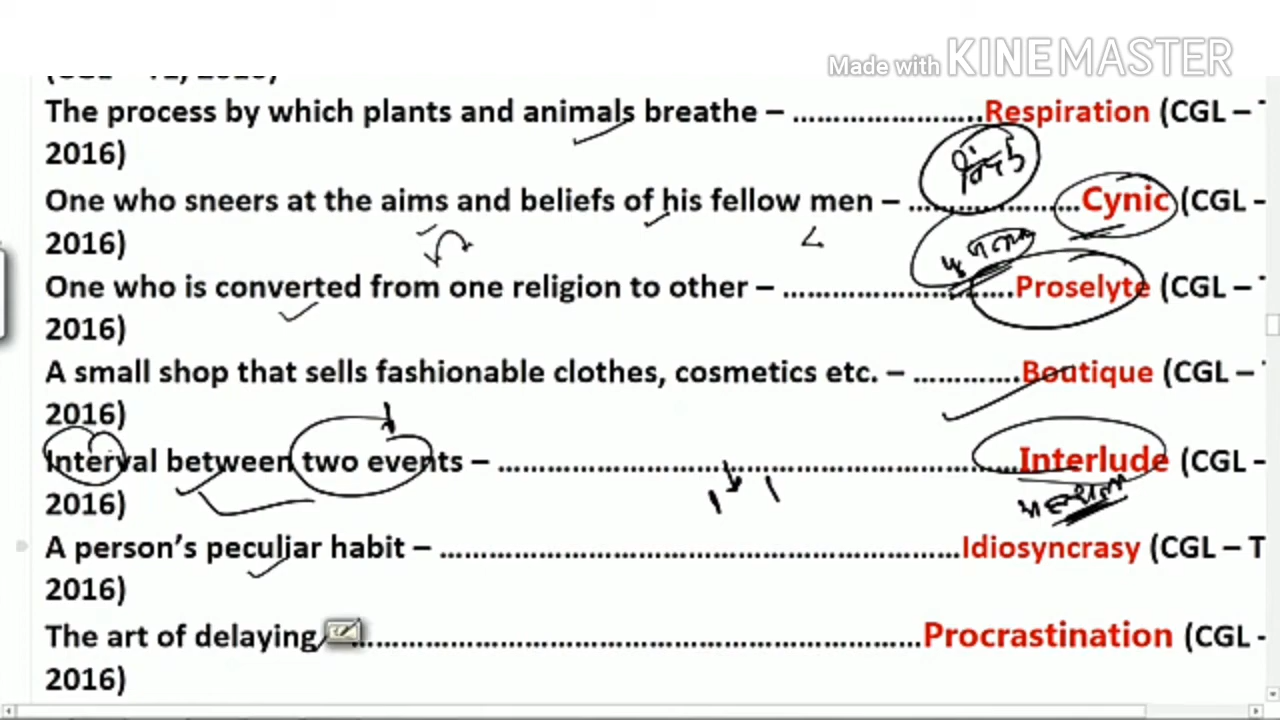 Made with KINEMASTER
The process by which plants and animals breathe – ........................Respiration (CGL –
2016)
One who sneers at the aims and beliefs of his fellow men – .....................Cynic (CGL –
2016)
One who is converted from one religion to other – ............................Proselyte (CGL –
2016)
A small shop that sells fashionable clothes, cosmetics etc. – .............Boutique (CGL –
2016)
Interval between two events – ................................................................Interlude (CGL –
2016)
A person’s peculiar habit – ................................................................Idiosyncrasy (CGL – T
2016)
The art of delaying ....................................................................Procrastination (CGL –
2016)